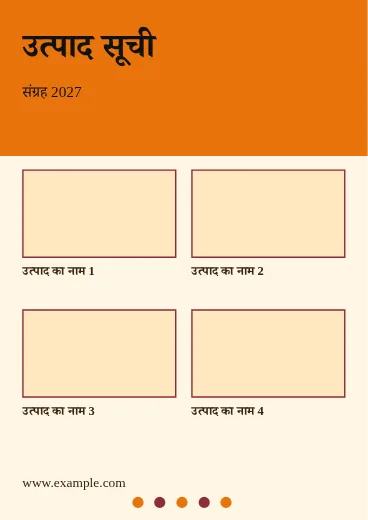 उत्पाद सूची
संग्रह 2027
उत्पाद का नाम 1
उत्पाद का नाम 2
उत्पाद का नाम 3
उत्पाद का नाम 4
www.example.com